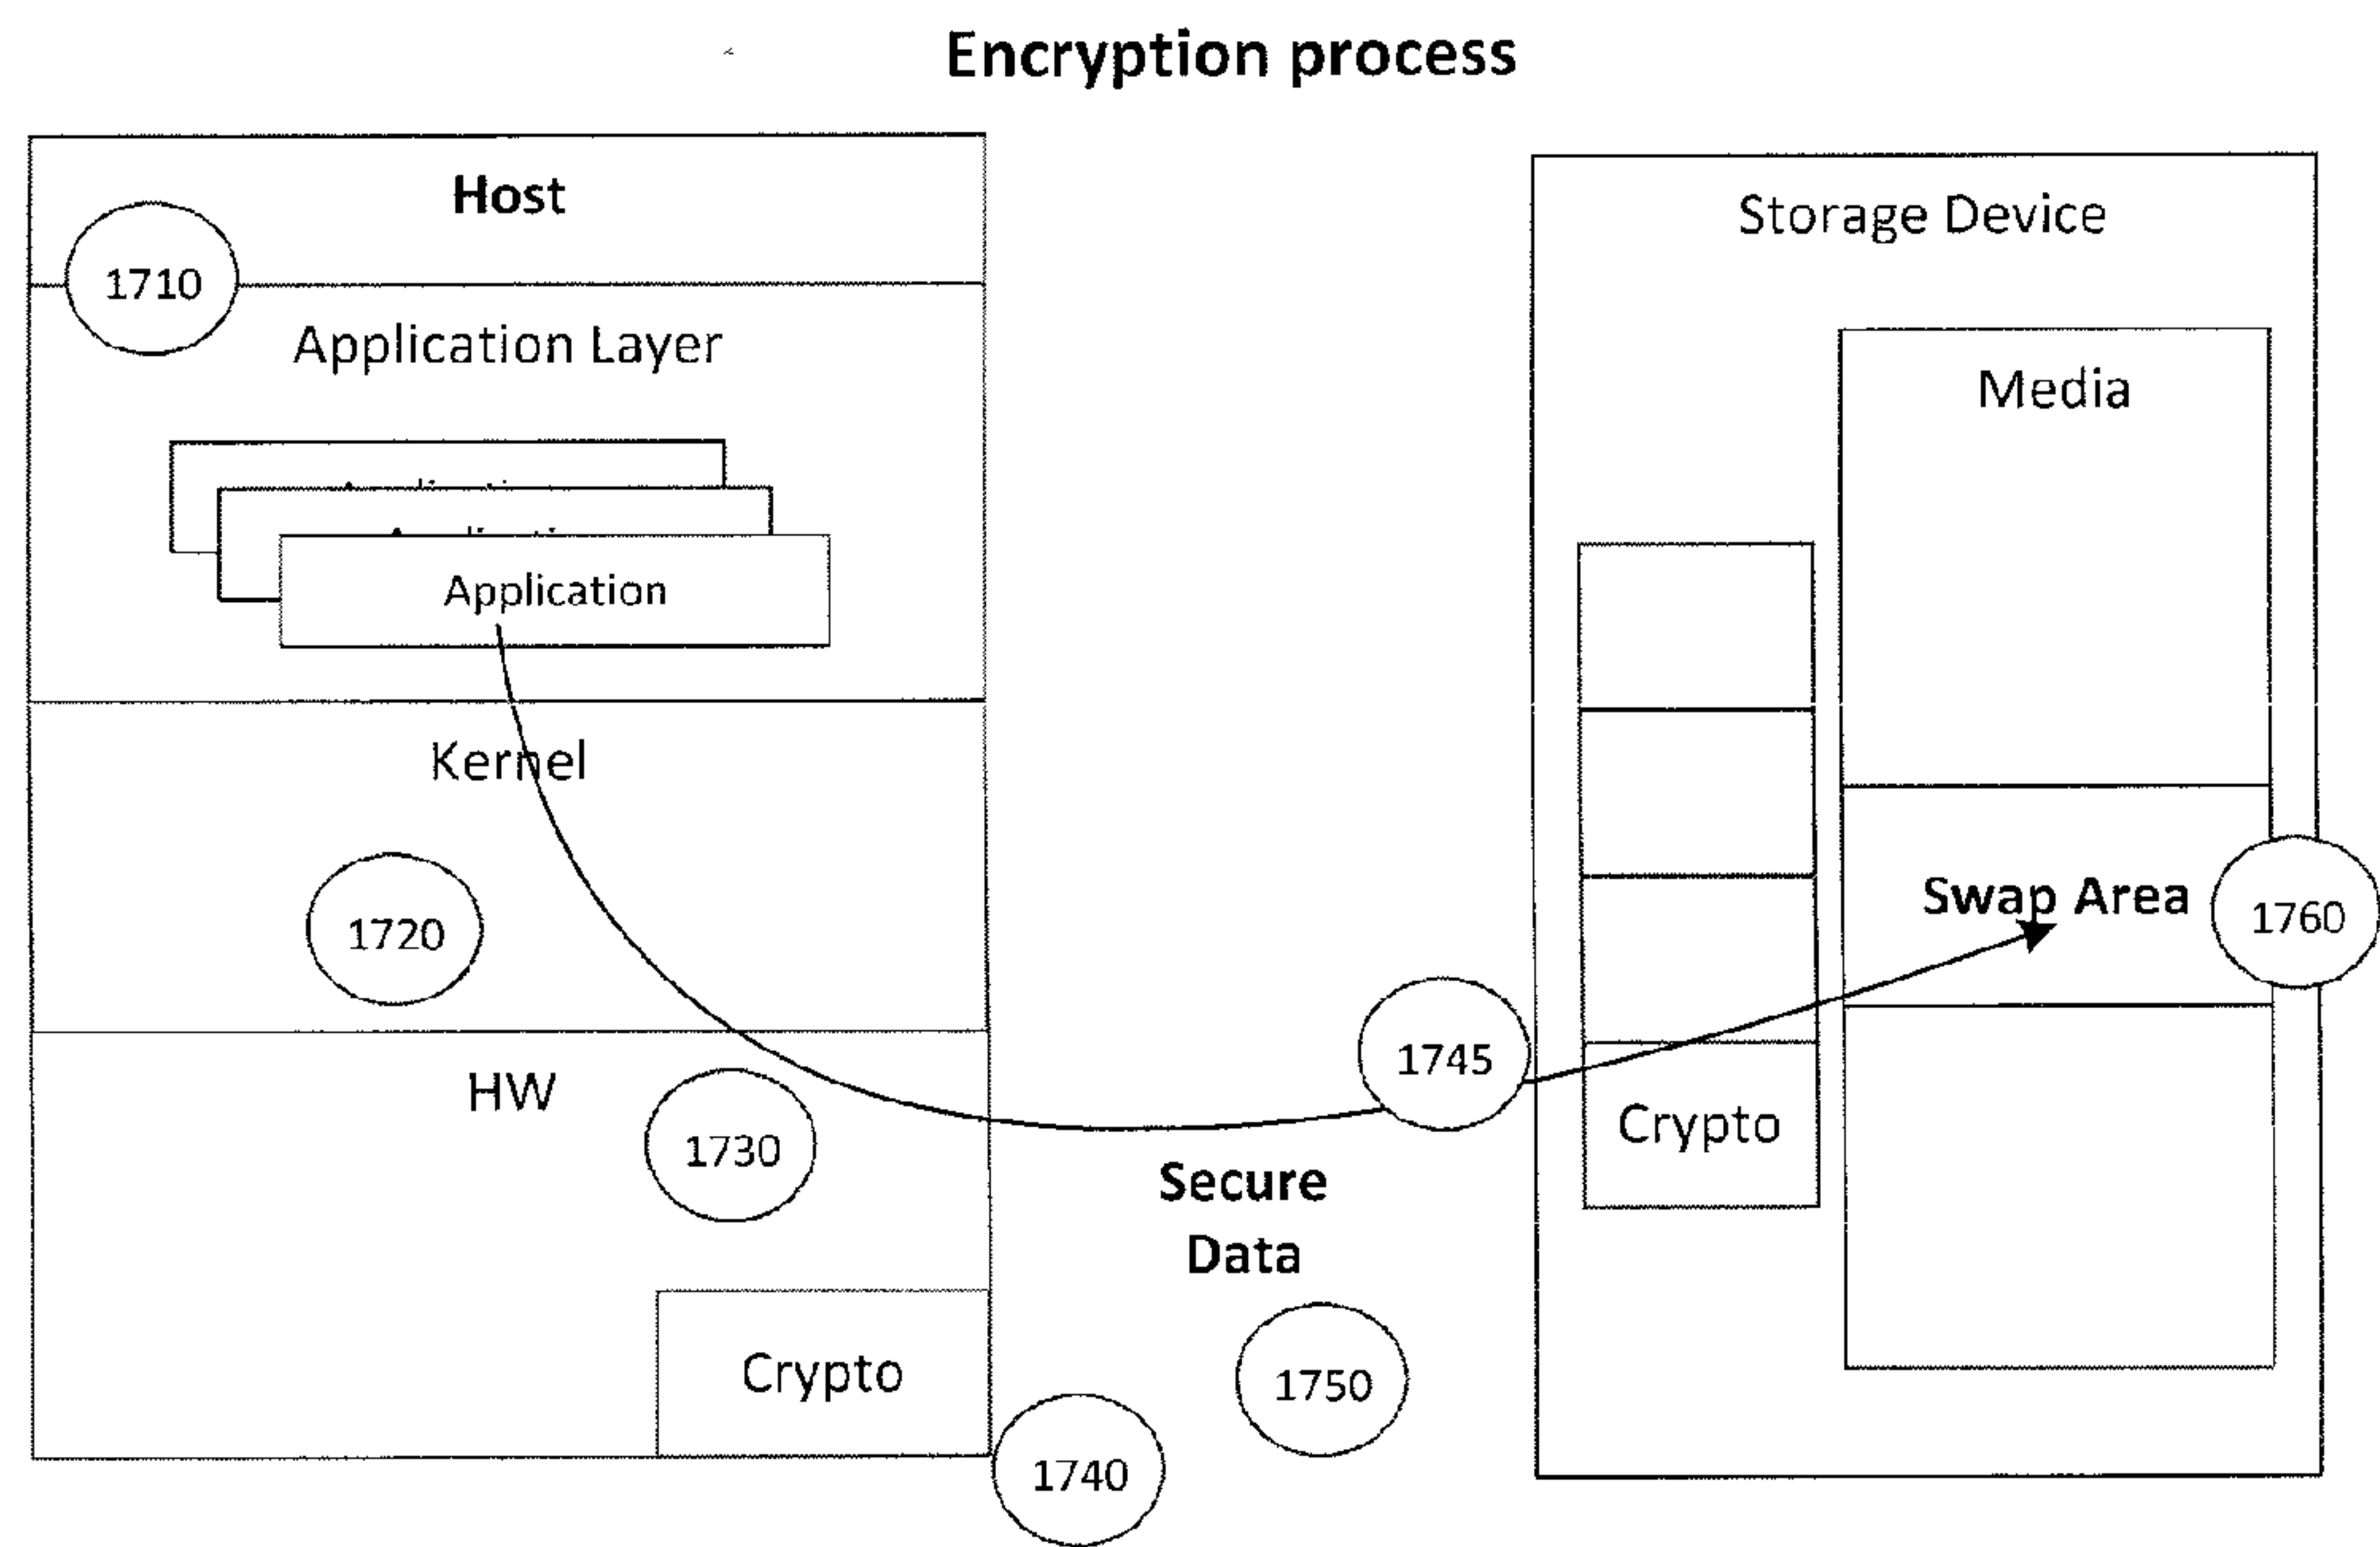 Encryption process
Host
1710
Application Layer
Application
Kernel
1720
HW
1730
Crypto
1740
Secure
Data
1750
1745
Storage Device
Media
Swap Area
1760
Crypto